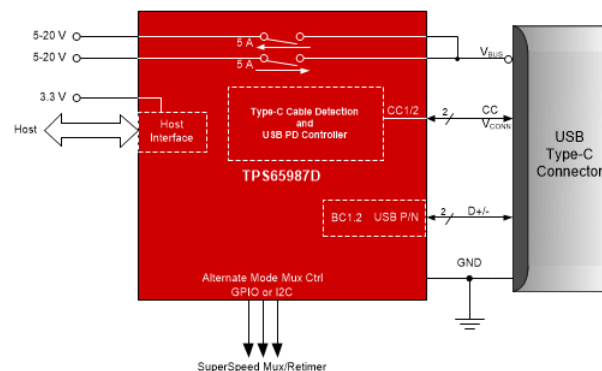 5-20 V
5 A
5-20 V
5 A
VBUS
3.3 V
Host
Host
Interface
Type-C Cable Detection
and
USB PD Controller
CC1/2
2
CC
VCONN
USB
Type-C
Connector
TPS65987D
BC1.2 USB P/N
2
D+/-
GND
Alternate Mode Mux Ctrl
GPIO or I2C
SuperSpeed Mux/Retimer